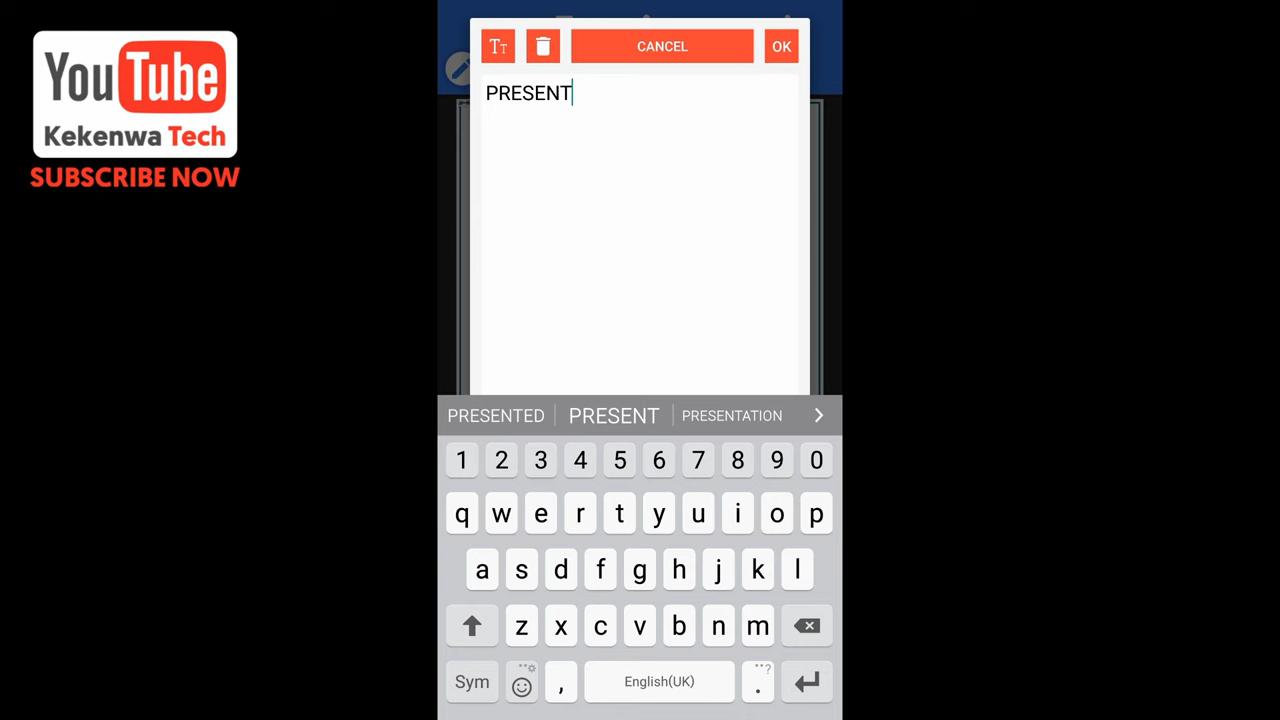 YouTube
Kekenwa Tech
SUBSCRIBE NOW
TT CANCEL OK
PRESENT
PRESENTED PRESENT PRESENTATION
1 2 3 4 5 6 7 8 9 0
q w e r t y u i o p
a s d f g h j k l
z x c v b n m
Sym , English(UK) . ?